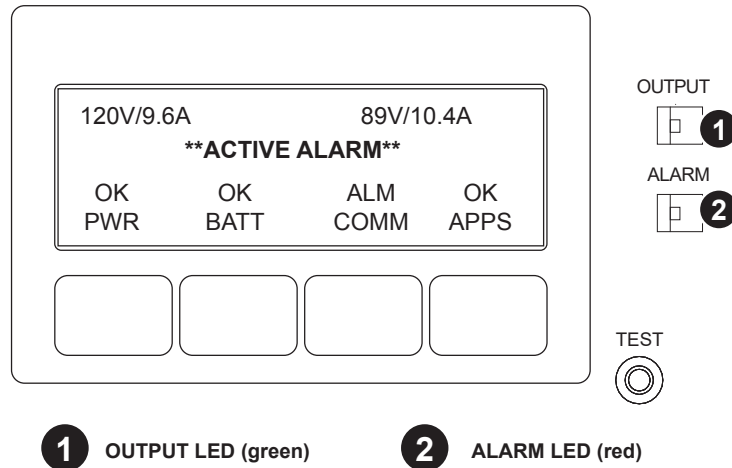 120V/9.6A 89V/10.4A
**ACTIVE ALARM**
OK OK ALM OK
PWR BATT COMM APPS
OUTPUT
1
ALARM
2
TEST
1 OUTPUT LED (green) 2 ALARM LED (red)